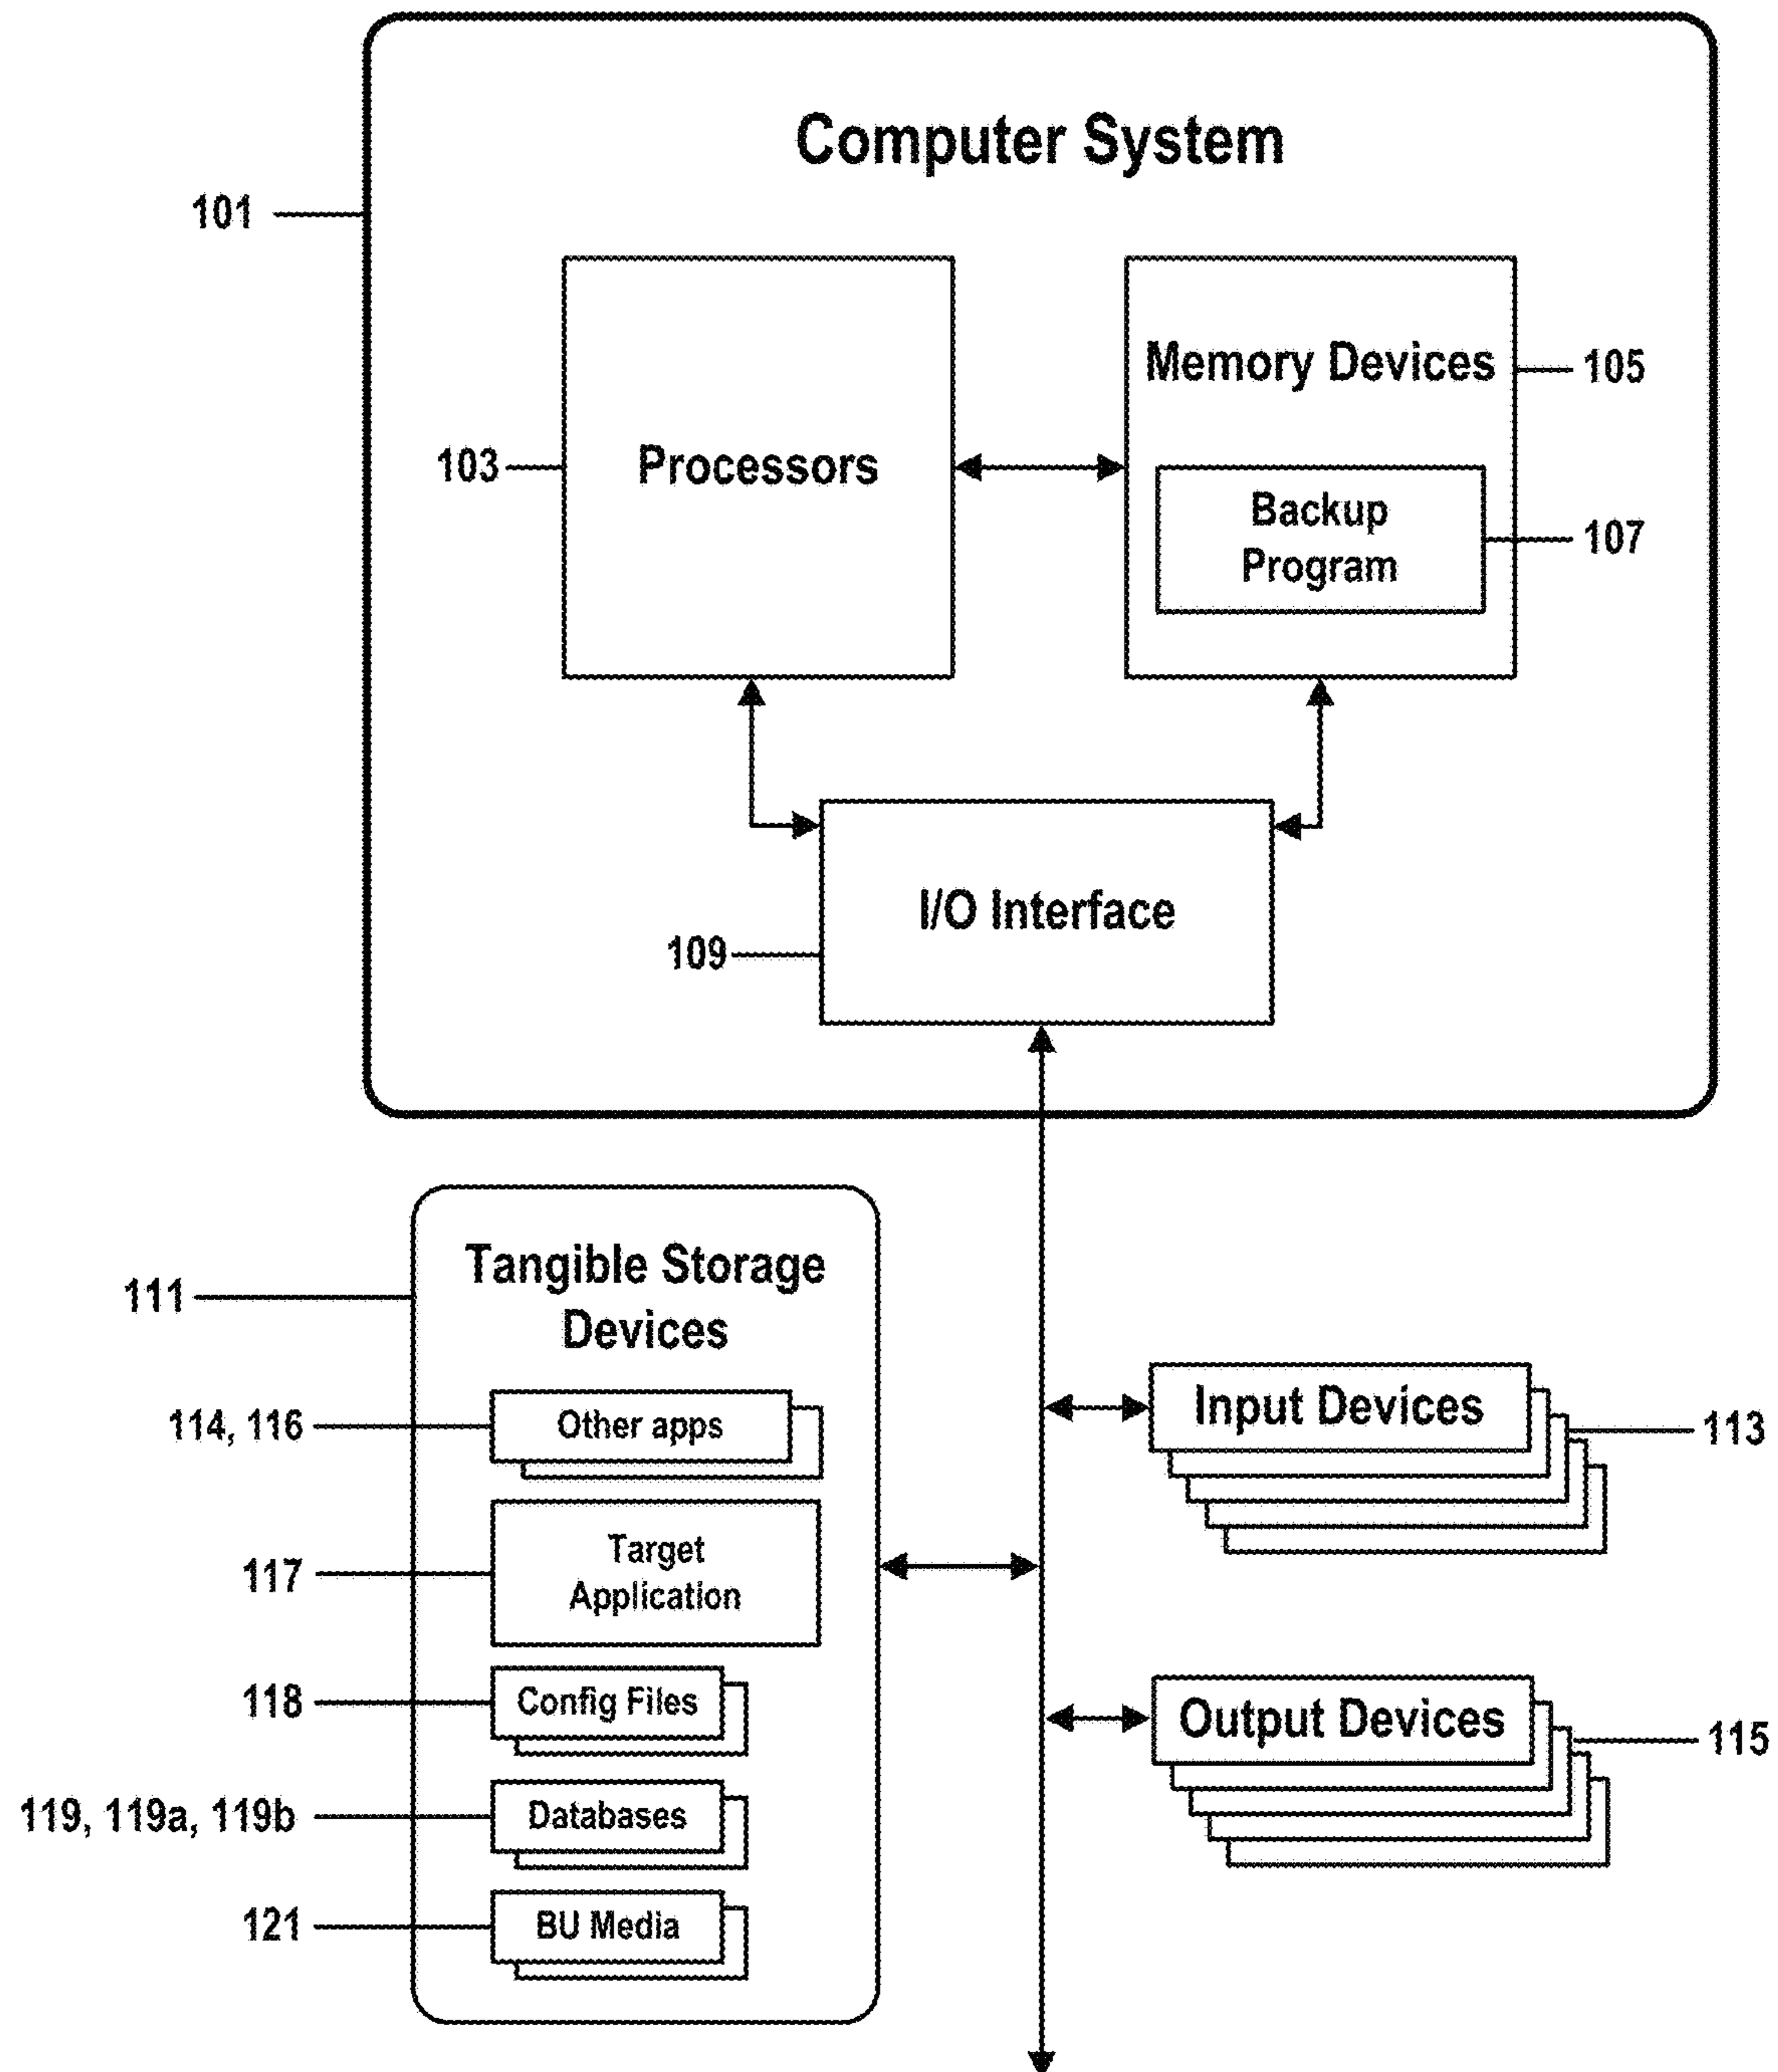 Computer System
101
Processors
103
Memory Devices
105
Backup
Program
107
I/O Interface
109
Tangible Storage
Devices
111
114, 116
Other apps
117
Target
Application
118
Config Files
119, 119a, 119b
Databases
121
BU Media
Input Devices
113
Output Devices
115